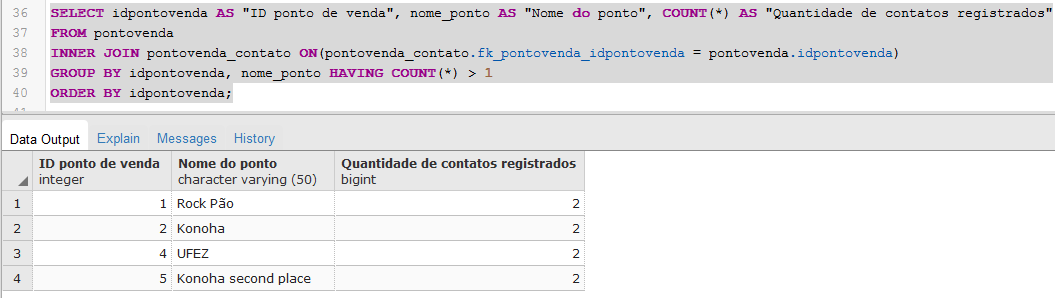 36 SELECT idpontovenda AS "ID ponto de venda", nome_ponto AS "Nome do ponto", COUNT(*) AS "Quantidade de contatos registrados"
37 FROM pontovenda
38 INNER JOIN pontovenda_contato ON(pontovenda_contato.fk_pontovenda_idpontovenda = pontovenda.idpontovenda)
39 GROUP BY idpontovenda, nome_ponto HAVING COUNT(*) > 1
40 ORDER BY idpontovenda;
Data Output Explain Messages History
ID ponto de venda Nome do ponto Quantidade de contatos registrados
integer character varying (50) bigint
1 1 Rock Pão 2
2 2 Konoha 2
3 4 UFEZ 2
4 5 Konoha second place 2